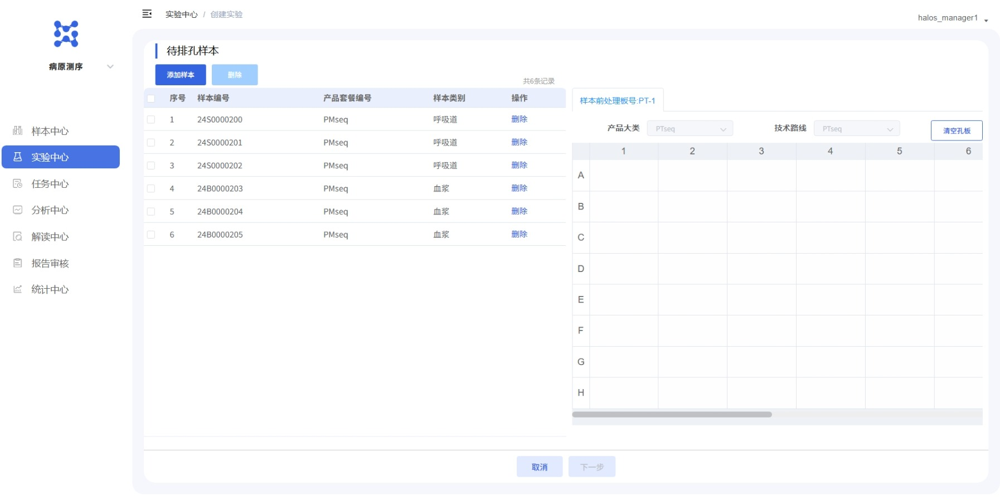 实验中心 / 创建实验
halos_manager1
病原测序
样本中心
实验中心
任务中心
分析中心
解读中心
报告审核
统计中心
待排孔样本
添加样本 删除
共6条记录
序号 样本编号 产品套餐编号 样本类别 操作
1 24S0000200 PMseq 呼吸道 删除
2 24S0000201 PMseq 呼吸道 删除
3 24S0000202 PMseq 呼吸道 删除
4 24B0000203 PMseq 血浆 删除
5 24B0000204 PMseq 血浆 删除
6 24B0000205 PMseq 血浆 删除
样本前处理板号:PT-1
产品大类 PTseq 技术路线 PTseq 清空孔板
1 2 3 4 5 6
A
B
C
D
E
F
G
H
取消 下一步